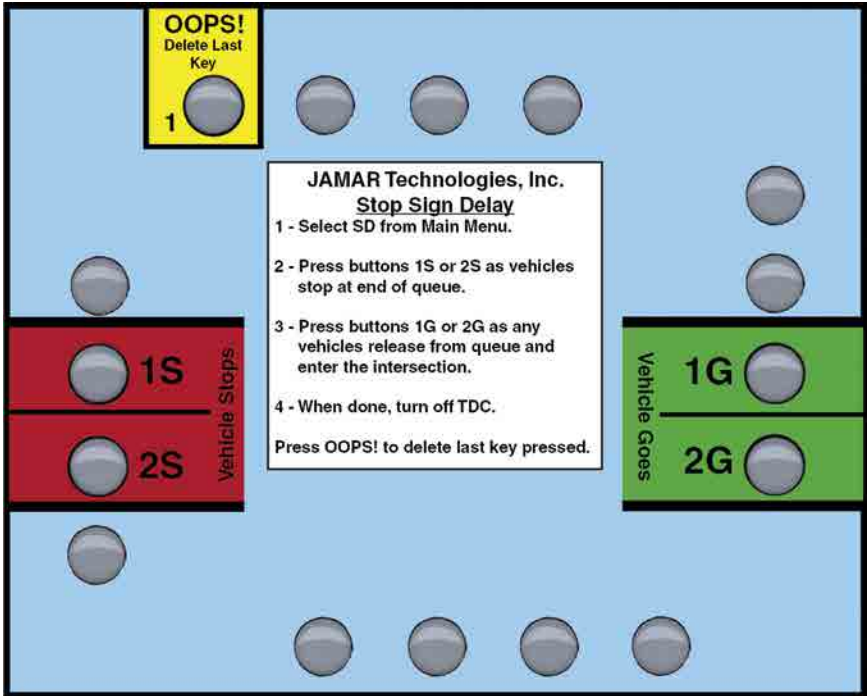 OOPS!
Delete Last
Key
1
JAMAR Technologies, Inc.
Stop Sign Delay
1 - Select SD from Main Menu.
2 - Press buttons 1S or 2S as vehicles
stop at end of queue.
3 - Press buttons 1G or 2G as any
vehicles release from queue and
enter the intersection.
4 - When done, turn off TDC.
Press OOPS! to delete last key pressed.
1S
2S
Vehicle Stops
Vehicle Goes
1G
2G